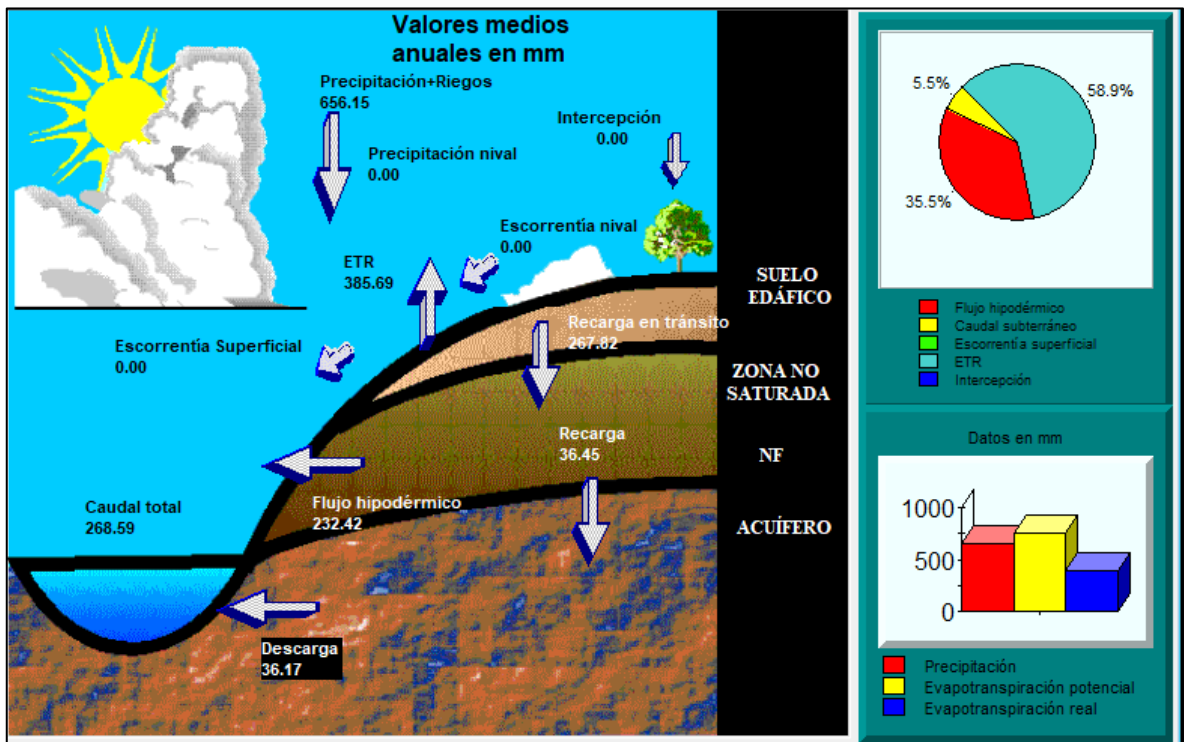 Valores medios
anuales en mm
Precipitación+Riegos
656.15
Intercepción
0.00
Precipitación nival
0.00
Escorrentía nival
0.00
ETR
385.69
SUELO
EDÁFICO
Recarga en tránsito
267.82
Escorrentía Superficial
0.00
ZONA NO
SATURADA
Recarga
36.45
NF
Flujo hipodérmico
232.42
Caudal total
268.59
ACUÍFERO
Descarga
36.17
5.5%
58.9%
35.5%
Flujo hipodérmico
Caudal subterráneo
Escorrentía superficial
ETR
Intercepción
Datos en mm
1000
500
0
Precipitación
Evapotranspiración potencial
Evapotranspiración real